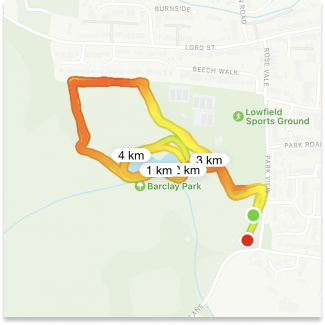 BURNSIDE
ROAD
LORD ST
BEECH WALK
ROSE VALE
Lowfield
Sports Ground
PARK ROAD
PARK VIEW
4 km
3 km
1 km
km
Barclay Park